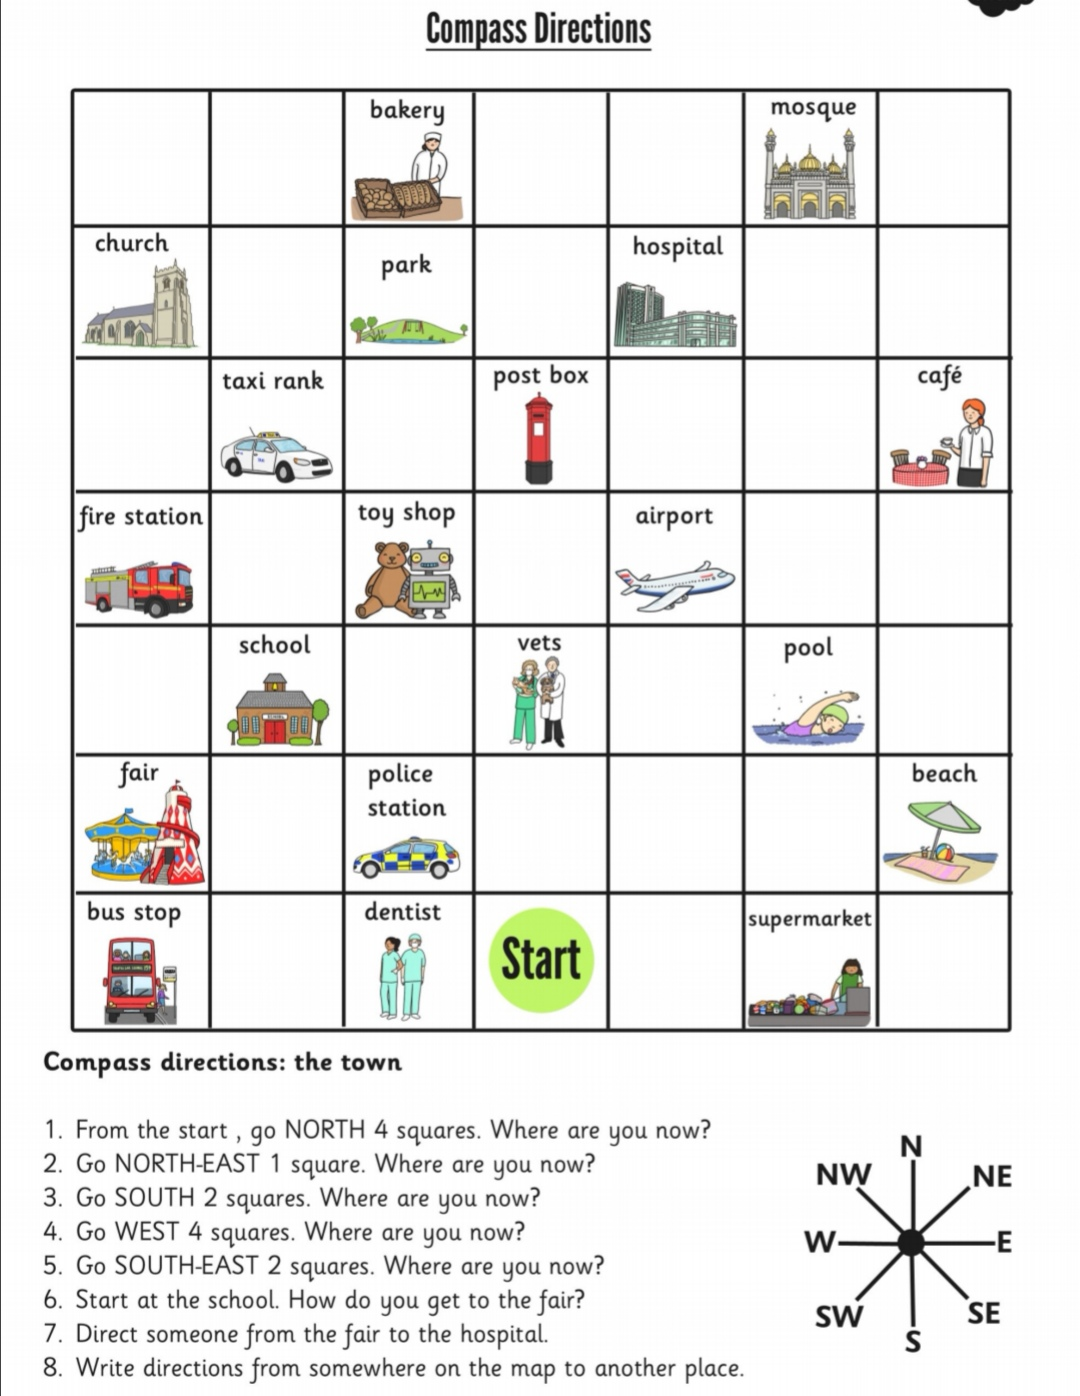 Compass Directions
bakery
mosque
church
park
hospital
taxi rank
post box
café
fire station
toy shop
airport
school
vets
pool
fair
police
station
beach
bus stop
dentist
Start
supermarket
Compass directions: the town
1. From the start , go NORTH 4 squares. Where are you now?
2. Go NORTH-EAST 1 square. Where are you now?
3. Go SOUTH 2 squares. Where are you now?
4. Go WEST 4 squares. Where are you now?
5. Go SOUTH-EAST 2 squares. Where are you now?
6. Start at the school. How do you get to the fair?
7. Direct someone from the fair to the hospital.
8. Write directions from somewhere on the map to another place.
N
NW
NE
W
E
SW
SE
S